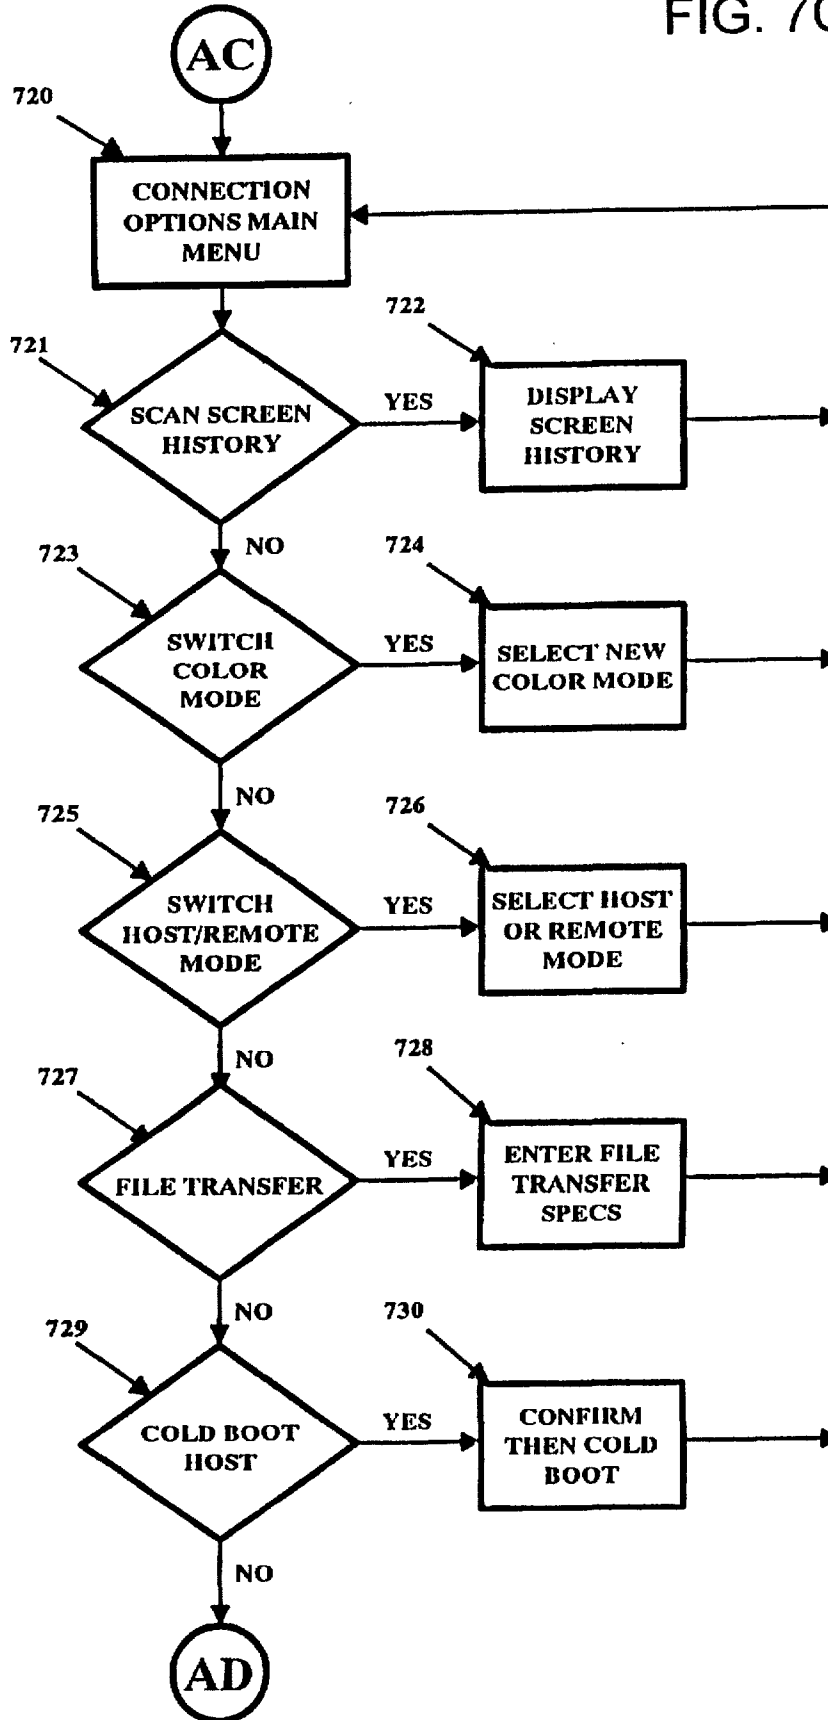 FIG. 7C
AC
720
CONNECTION
OPTIONS MAIN
MENU
721
SCAN SCREEN
HISTORY
YES
722
DISPLAY
SCREEN
HISTORY
NO
723
SWITCH
COLOR
MODE
YES
724
SELECT NEW
COLOR MODE
NO
725
SWITCH
HOST/REMOTE
MODE
YES
726
SELECT HOST
OR REMOTE
MODE
NO
727
FILE TRANSFER
YES
728
ENTER FILE
TRANSFER
SPECS
NO
729
COLD BOOT
HOST
YES
730
CONFIRM
THEN COLD
BOOT
NO
AD